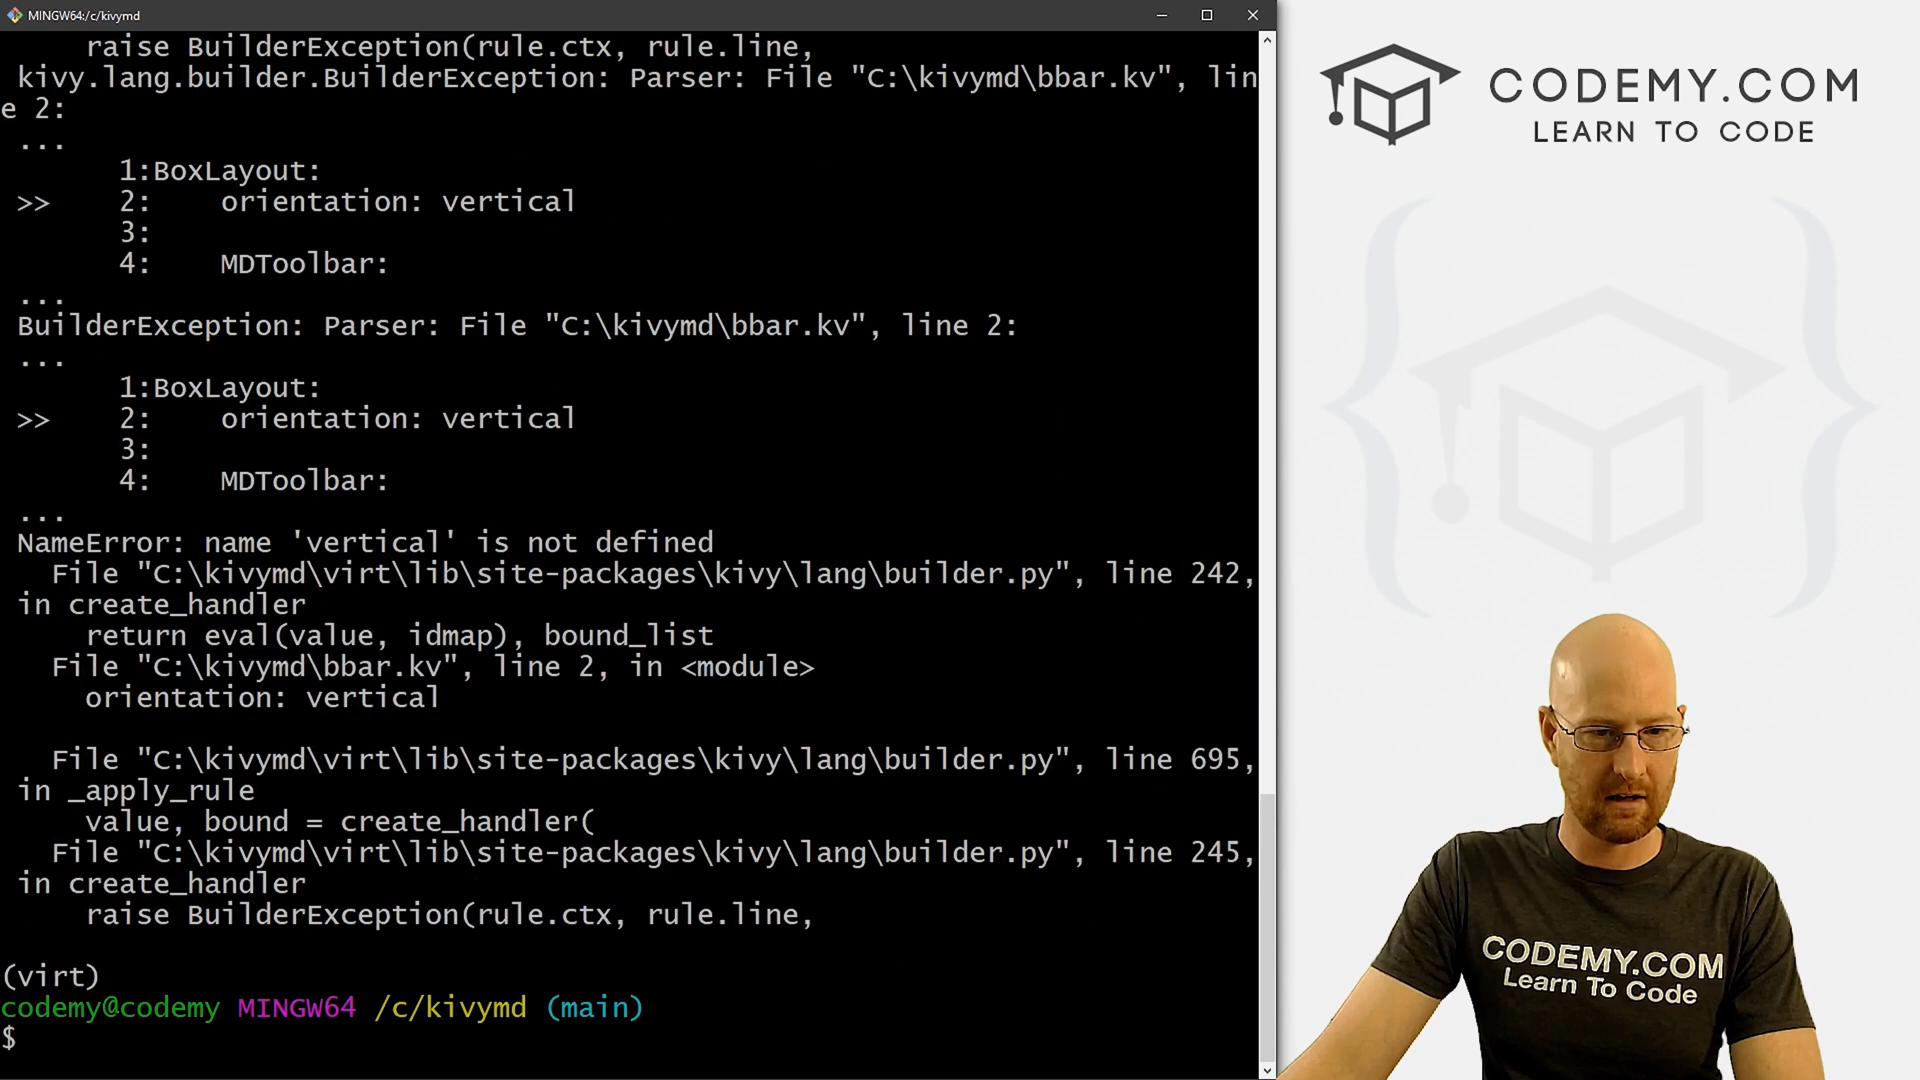 MINGW64:/c/kivymd
raise BuilderException(rule.ctx, rule.line,
kivy.lang.builder.BuilderException: Parser: File "C:\kivymd\bbar.kv", lin
e 2:
...
1:BoxLayout:
>> 2: orientation: vertical
3:
4: MDToolbar:
...
BuilderException: Parser: File "C:\kivymd\bbar.kv", line 2:
...
1:BoxLayout:
>> 2: orientation: vertical
3:
4: MDToolbar:
...
NameError: name 'vertical' is not defined
File "C:\kivymd\virt\lib\site-packages\kivy\lang\builder.py", line 242,
in create_handler
return eval(value, idmap), bound_list
File "C:\kivymd\bbar.kv", line 2, in <module>
orientation: vertical
File "C:\kivymd\virt\lib\site-packages\kivy\lang\builder.py", line 695,
in _apply_rule
value, bound = create_handler(
File "C:\kivymd\virt\lib\site-packages\kivy\lang\builder.py", line 245,
in create_handler
raise BuilderException(rule.ctx, rule.line,
(virt)
codemy@codemy MINGW64 /c/kivymd (main)
$
CODEMY.COM
LEARN TO CODE
CODEMY.COM
Learn To Code